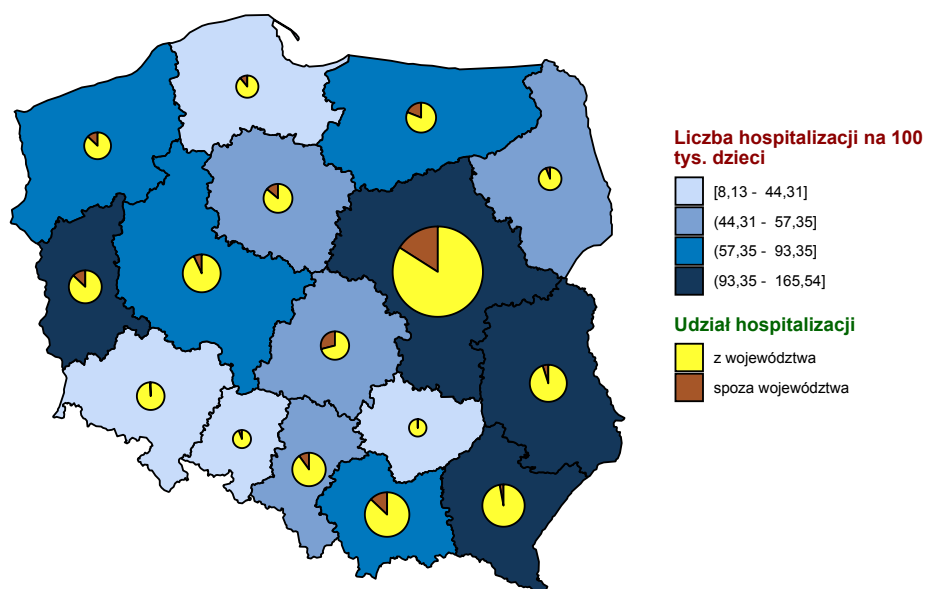 Liczba hospitalizacji na 100
tys. dzieci
[8,13 - 44,31]
(44,31 - 57,35]
(57,35 - 93,35]
(93,35 - 165,54]
Udział hospitalizacji
z województwa
spoza województwa